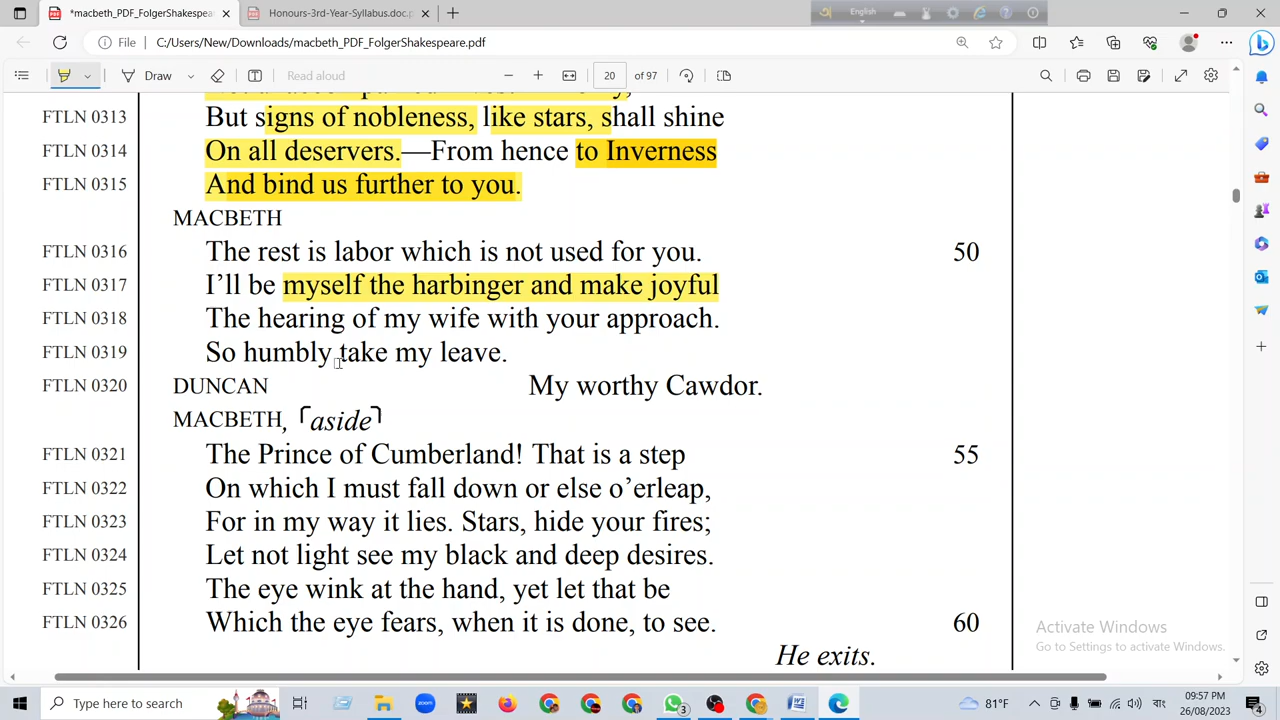 *macbeth_PDF_FolgerShakespea
Honours-3rd-Year-Syllabus.doc.p
English
File
C:/Users/New/Downloads/macbeth_PDF_FolgerShakespeare.pdf
Draw
Read aloud
20 of 97
FTLN 0313 But signs of nobleness, like stars, shall shine
FTLN 0314 On all deservers.—From hence to Inverness
FTLN 0315 And bind us further to you.
MACBETH
FTLN 0316 The rest is labor which is not used for you. 50
FTLN 0317 I’ll be myself the harbinger and make joyful
FTLN 0318 The hearing of my wife with your approach.
FTLN 0319 So humbly take my leave.
FTLN 0320 DUNCAN My worthy Cawdor.
MACBETH, ⌜aside⌝
FTLN 0321 The Prince of Cumberland! That is a step 55
FTLN 0322 On which I must fall down or else o’erleap,
FTLN 0323 For in my way it lies. Stars, hide your fires;
FTLN 0324 Let not light see my black and deep desires.
FTLN 0325 The eye wink at the hand, yet let that be
FTLN 0326 Which the eye fears, when it is done, to see. 60
He exits.
Activate Windows
Go to Settings to activate Windows.
Type here to search
zoom
3
81°F
বাং
09:57 PM
26/08/2023
4